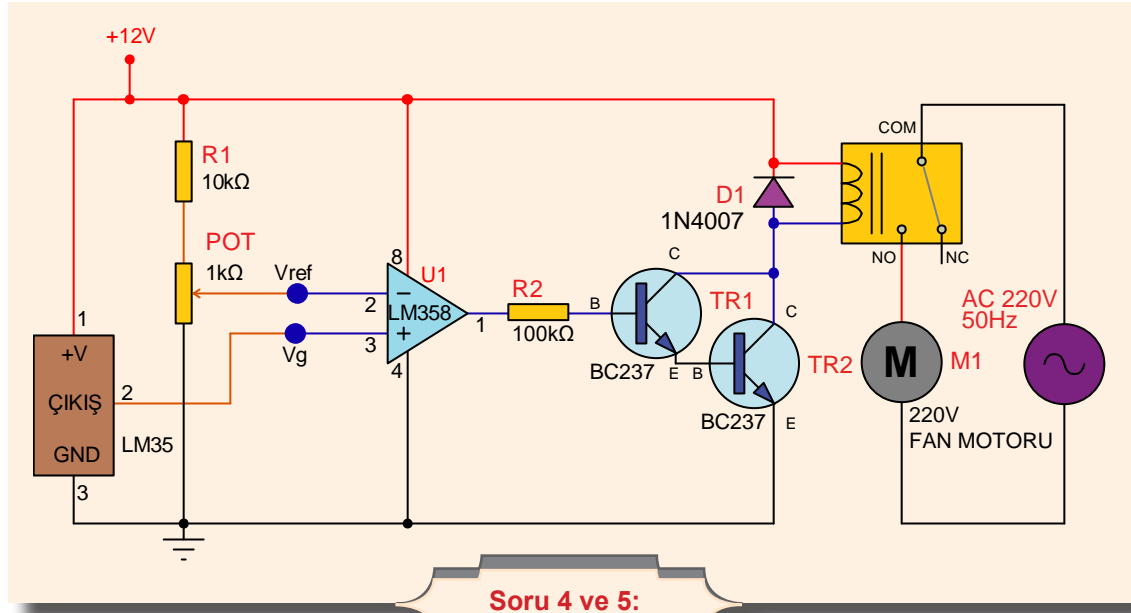 +12V
R1
10kΩ
POT
1kΩ
Vref
Vg
1
+V
ÇIKIŞ
2
GND
LM35
3
8
U1
2
−
LM358
3
+
1
4
R2
100kΩ
B
C
TR1
BC237
E
B
C
TR2
BC237
E
D1
1N4007
COM
NO
NC
AC 220V
50Hz
M
M1
220V
FAN MOTORU
Soru 4 ve 5: